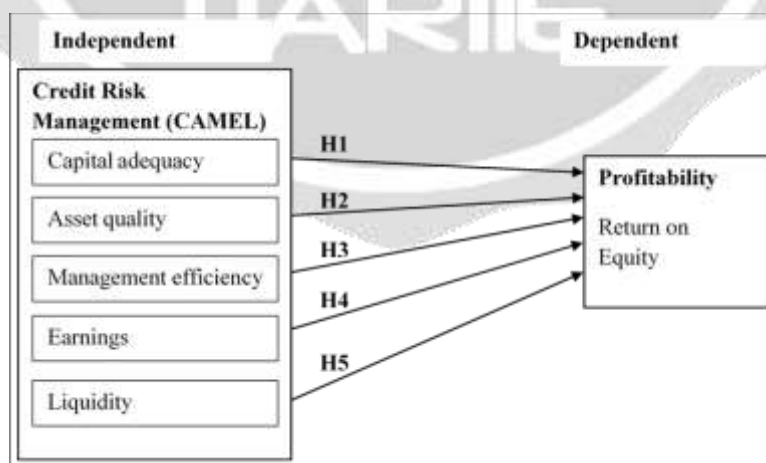 Independent
Dependent
Credit Risk
Management (CAMEL)
Capital adequacy
Asset quality
Management efficiency
Earnings
Liquidity
H1
H2
H3
H4
H5
Profitability
Return on
Equity